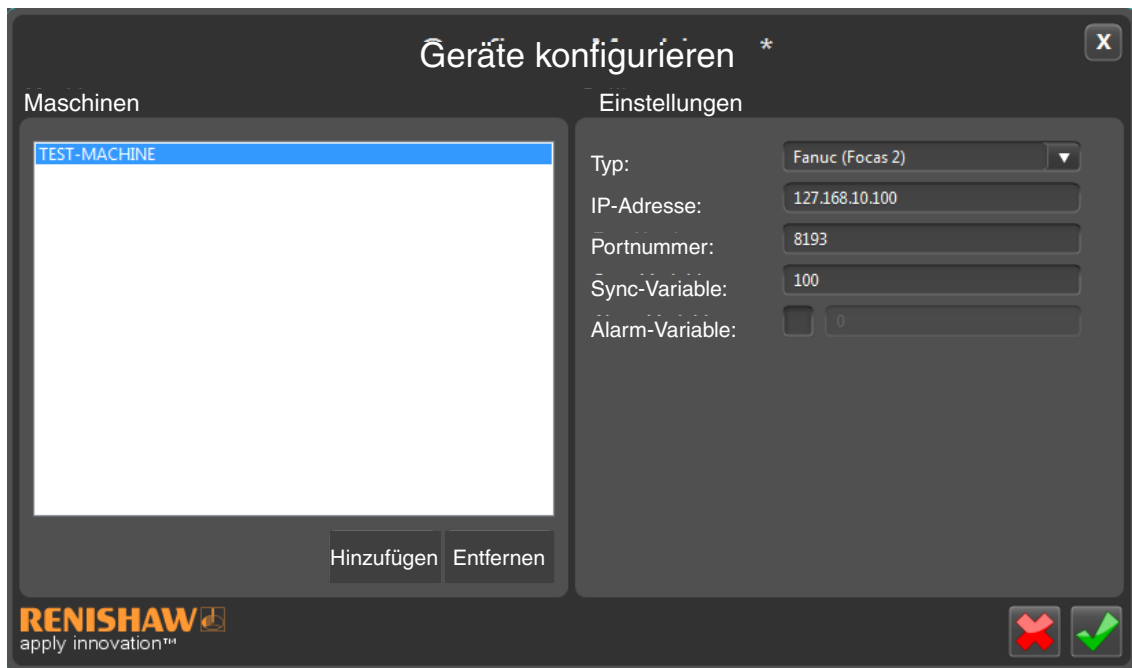 Geräte konfigurieren *
X
Maschinen
Einstellungen
TEST-MACHINE
Typ: Fanuc (Focas 2)
IP-Adresse: 127.168.10.100
Portnummer: 8193
Sync-Variable: 100
Alarm-Variable: 0
Hinzufügen Entfernen
RENISHAW
apply innovation™